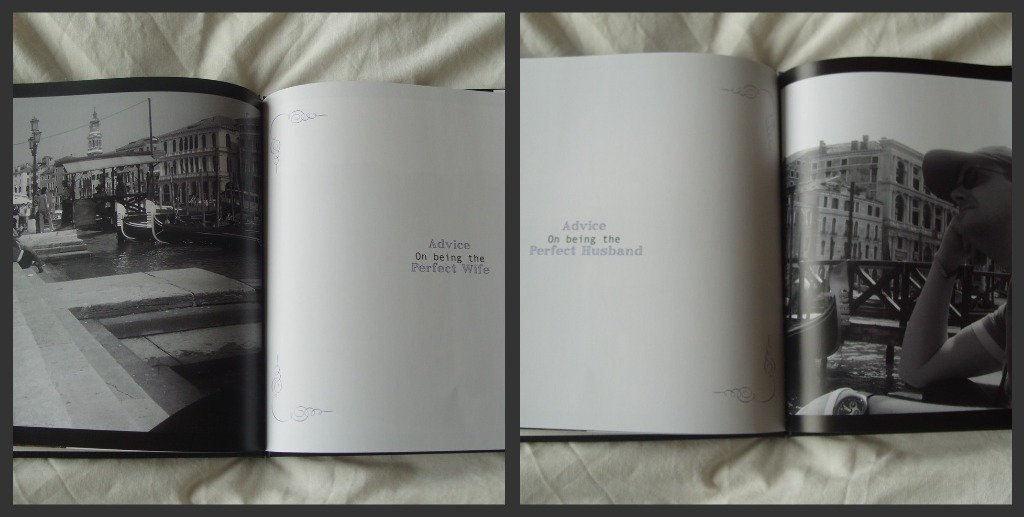 Advice
On being the
Perfect Wife
Advice
On being the
Perfect Husband